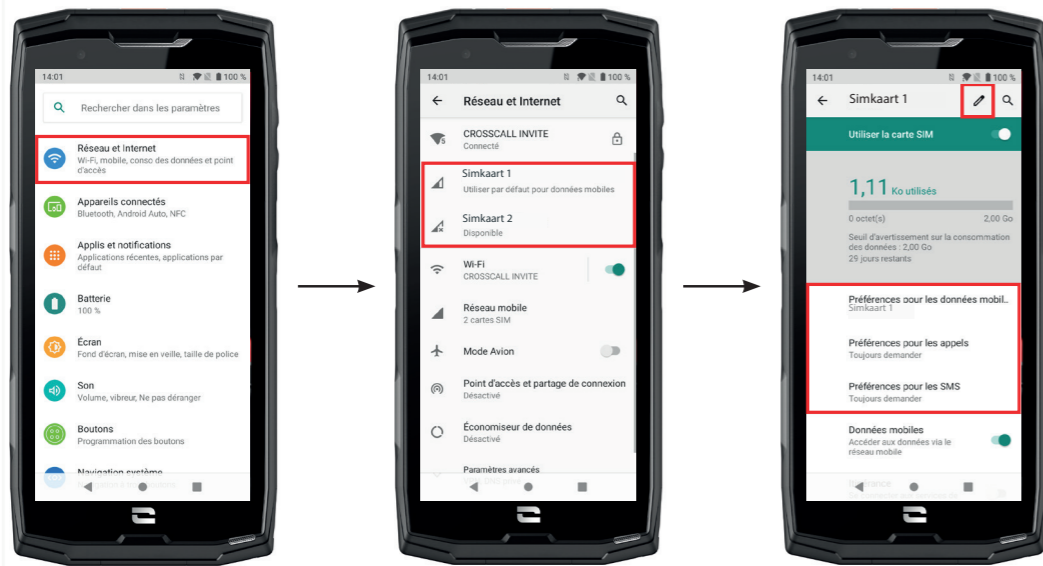 14:01
100 %
Rechercher dans les paramètres
Réseau et Internet
Wi-Fi, mobile, conso des données et point
d'accès
Appareils connectés
Bluetooth, Android Auto, NFC
Applis et notifications
Applications récentes, applications par
défaut
Batterie
100 %
Écran
Fond d'écran, mise en veille, taille de police
Son
Volume, vibreur, Ne pas déranger
Boutons
Programmation des boutons
Navigation système
14:01
100 %
Réseau et Internet
CROSSCALL INVITE
Connecté
Simkaart 1
Utiliser par défaut pour données mobiles
Simkaart 2
Disponible
Wi-Fi
CROSSCALL INVITE
Réseau mobile
2 cartes SIM
Mode Avion
Point d'accès et partage de connexion
Désactivé
Économiseur de données
Désactivé
Paramètres avancés
14:01
100 %
Simkaart 1
Utiliser la carte SIM
1,11 Ko utilisés
0 octet(s) 2,00 Go
Seuil d'avertissement sur la consommation
des données : 2,00 Go
29 jours restants
Préférences pour les données mobil..
Simkaart 1
Préférences pour les appels
Toujours demander
Préférences pour les SMS
Toujours demander
Données mobiles
Accéder aux données via le
réseau mobile